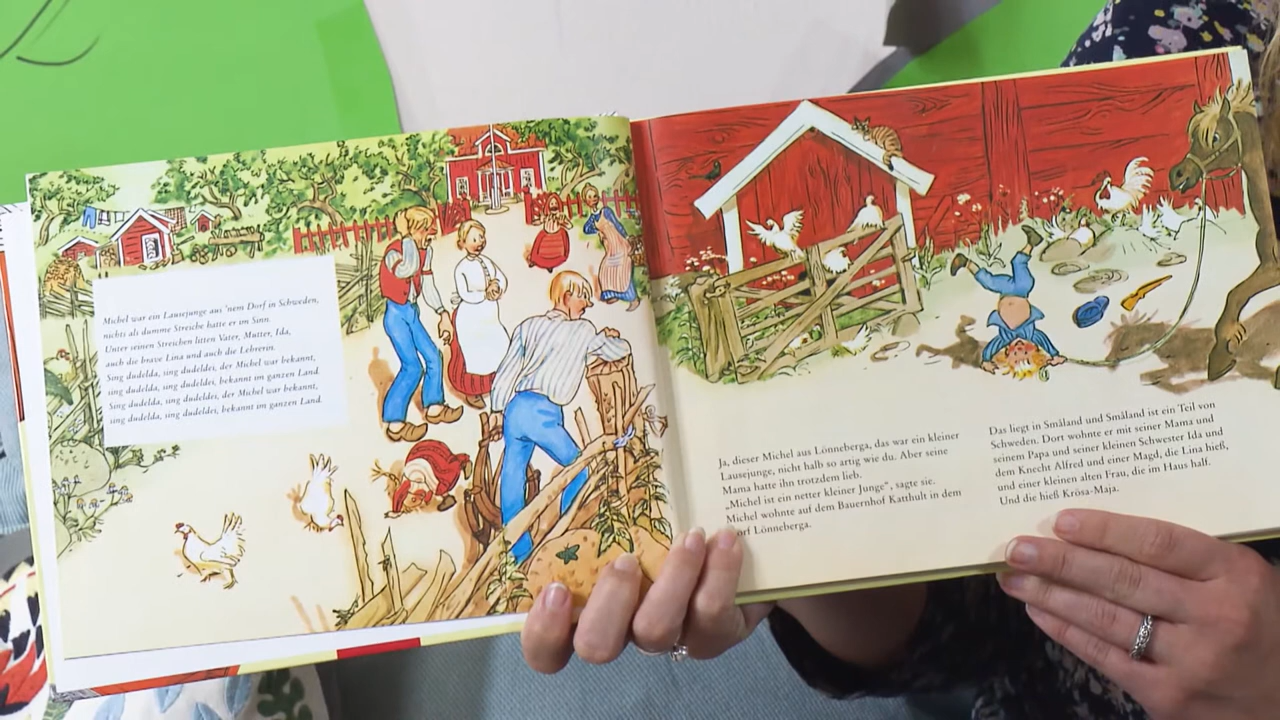 Michel war ein Lausejunge aus 'nem Dorf in Schweden,
nichts als dumme Streiche hatte er im Sinn.
Unter seinen Streichen litten Vater, Mutter, Ida,
auch die brave Lina und auch die Lehrerin.
Sing dudelda, sing dudeldei, der Michel war bekannt,
sing dudelda, sing dudeldei, bekannt im ganzen Land.
Sing dudelda, sing dudeldei, der Michel war bekannt,
sing dudelda, sing dudeldei, bekannt im ganzen Land.
Ja, dieser Michel aus Lönneberga, das war ein kleiner
Lausejunge, nicht halb so artig wie du. Aber seine
Mama hatte ihn trotzdem lieb.
„Michel ist ein netter kleiner Junge“, sagte sie.
Michel wohnte auf dem Bauernhof Katthult in dem
orf Lönneberga.
Das liegt in Småland und Småland ist ein Teil von
Schweden. Dort wohnte er mit seiner Mama und
seinem Papa und seiner kleinen Schwester Ida und
dem Knecht Alfred und einer Magd, die Lina hieß,
und einer kleinen alten Frau, die im Haus half.
Und die hieß Krösa-Maja.